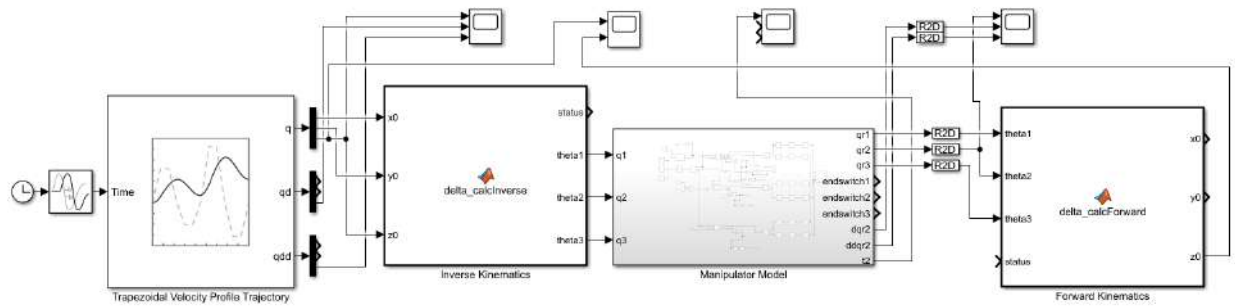 R2D
R2D
Time
q
qd
qdd
Trapezoidal Velocity Profile Trajectory
x0
y0
z0
delta_calcInverse
status
theta1
theta2
theta3
Inverse Kinematics
q1
q2
q3
qr1
qr2
qr3
endswitch1
endswitch2
endswitch3
dqr2
ddqr2
t2
Manipulator Model
R2D
R2D
R2D
theta1
theta2
theta3
status
delta_calcForward
x0
y0
z0
Forward Kinematics